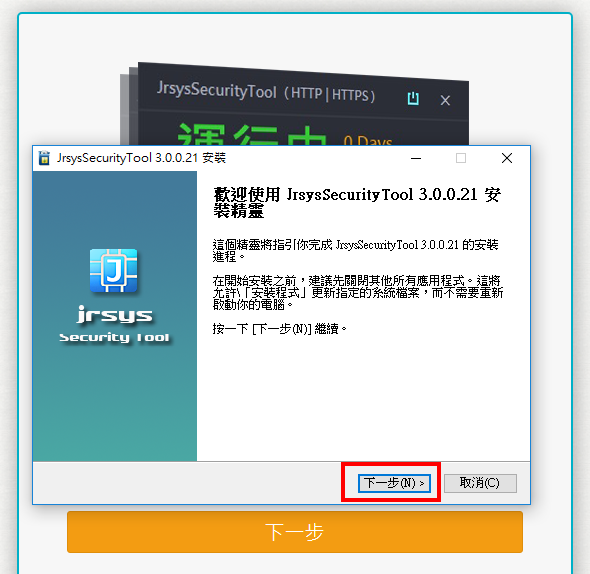 JrsysSecurityTool ( HTTP | HTTPS )
運行中 0 Days
JrsysSecurityTool 3.0.0.21 安裝
歡迎使用 JrsysSecurityTool 3.0.0.21 安
裝精靈
這個精靈將指引你完成 JrsysSecurityTool 3.0.0.21 的安裝
進程。
在開始安裝之前，建議先關閉其他所有應用程式。這將
允許\「安裝程式」更新指定的系統檔案，而不需要重新
啟動你的電腦。
按一下 [下一步(N)] 繼續。
J
jrsys
Security Tool
下一步(N) >
取消(C)
下一步